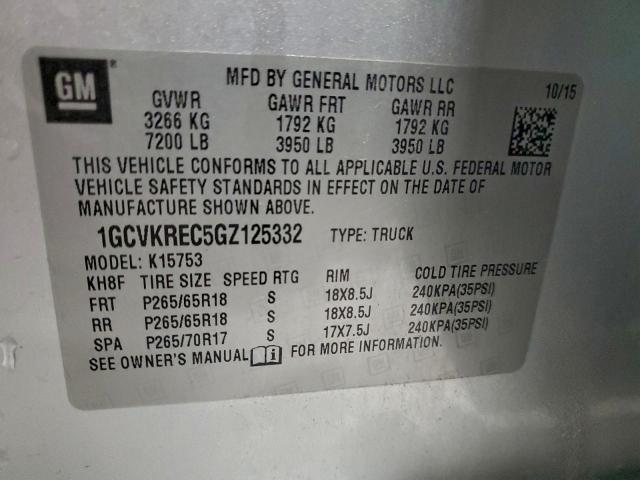 GM ®
MFD BY GENERAL MOTORS LLC 10/15
GVWR GAWR FRT GAWR RR
3266 KG 1792 KG 1792 KG
7200 LB 3950 LB 3950 LB
THIS VEHICLE CONFORMS TO ALL APPLICABLE U.S. FEDERAL MOTOR
VEHICLE SAFETY STANDARDS IN EFFECT ON THE DATE OF
MANUFACTURE SHOWN ABOVE.
1GCVKREC5GZ125332 TYPE: TRUCK
MODEL: K15753
KH8F TIRE SIZE SPEED RTG RIM COLD TIRE PRESSURE
FRT P265/65R18 S 18X8.5J 240KPA(35PSI)
RR P265/65R18 S 18X8.5J 240KPA(35PSI)
SPA P265/70R17 S 17X7.5J 240KPA(35PSI)
SEE OWNER'S MANUAL i FOR MORE INFORMATION.